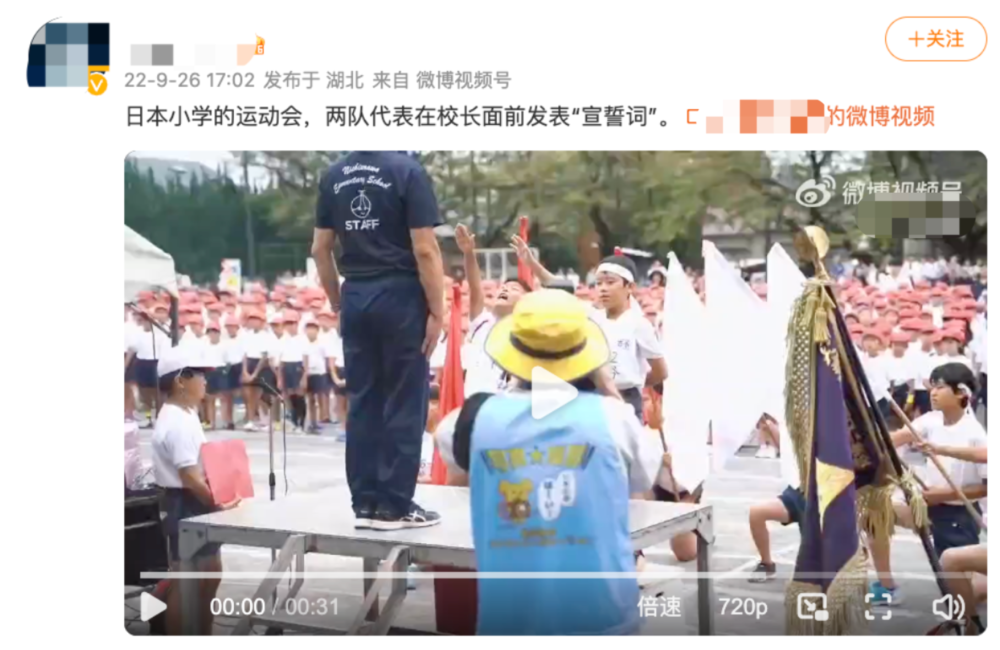 +关注
22-9-26 17:02 发布于 湖北 来自 微博视频号
日本小学的运动会，两队代表在校长面前发表“宣誓词”。 的微博视频
微博视频号
Elementary School
STAFF
00:00 / 00:31 倍速 720p